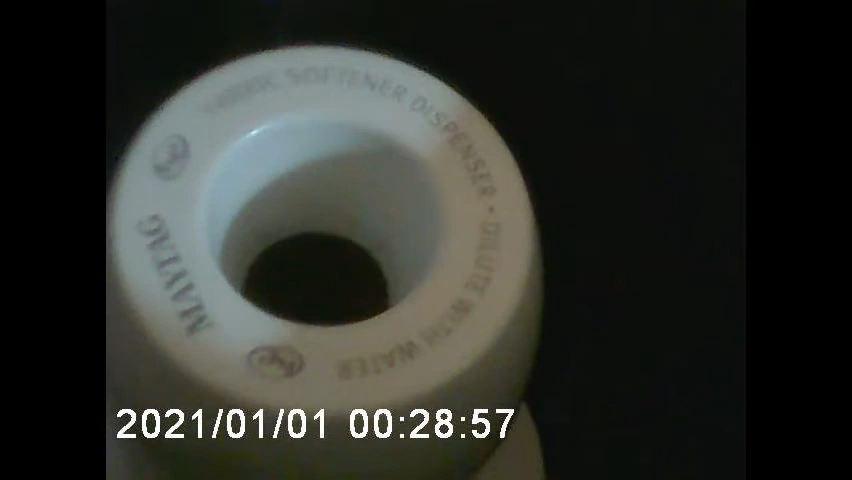 FABRIC SOFTENER DISPENSER • DILUTE WITH WATER
MAYTAG
2021/01/01 00:28:57